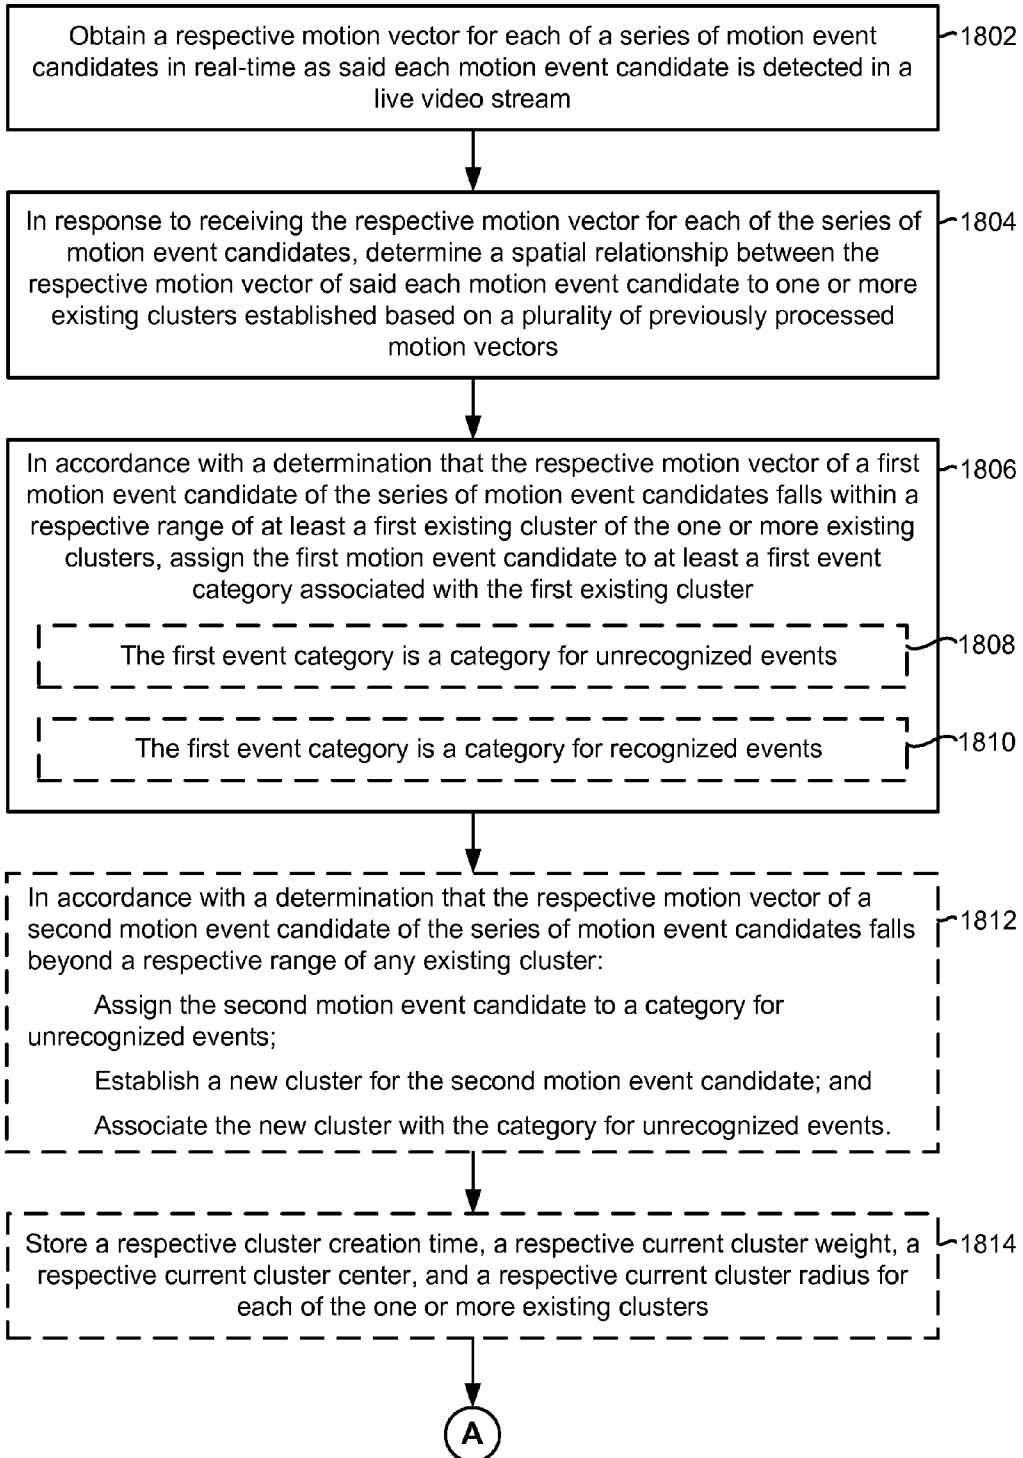 Obtain a respective motion vector for each of a series of motion event
candidates in real-time as said each motion event candidate is detected in a
live video stream
1802
In response to receiving the respective motion vector for each of the series of
motion event candidates, determine a spatial relationship between the
respective motion vector of said each motion event candidate to one or more
existing clusters established based on a plurality of previously processed
motion vectors
1804
In accordance with a determination that the respective motion vector of a first
motion event candidate of the series of motion event candidates falls within a
respective range of at least a first existing cluster of the one or more existing
clusters, assign the first motion event candidate to at least a first event
category associated with the first existing cluster
1806
The first event category is a category for unrecognized events
1808
The first event category is a category for recognized events
1810
In accordance with a determination that the respective motion vector of a
second motion event candidate of the series of motion event candidates falls
beyond a respective range of any existing cluster:
Assign the second motion event candidate to a category for
unrecognized events;
Establish a new cluster for the second motion event candidate; and
Associate the new cluster with the category for unrecognized events.
1812
Store a respective cluster creation time, a respective current cluster weight, a
respective current cluster center, and a respective current cluster radius for
each of the one or more existing clusters
1814
A